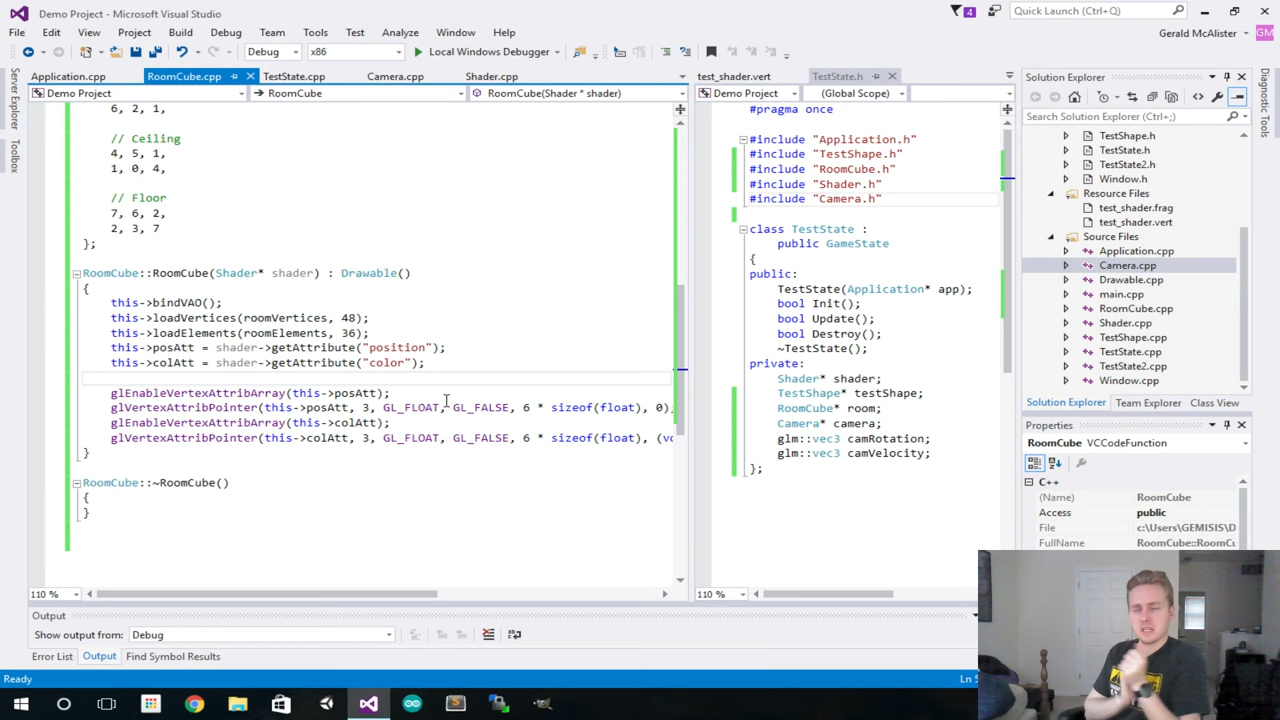 Demo Project - Microsoft Visual Studio
4
Quick Launch (Ctrl+;)
File Edit View Project Build Debug Team Tools Test Analyze Window Help
Gerald McAlister
GM
Debug
x86
Local Windows Debugger
Server Explorer
Toolbox
Application.cpp RoomCube.cpp TestState.cpp Camera.cpp Shader.cpp
Demo Project
RoomCube
RoomCube(Shader * shader)
6, 2, 1,
// Ceiling
4, 5, 1,
1, 0, 4,
// Floor
7, 6, 2,
2, 3, 7
};
RoomCube::RoomCube(Shader* shader) : Drawable()
{
this->bindVAO();
this->loadVertices(roomVertices, 48);
this->loadElements(roomElements, 36);
this->posAtt = shader->getAttribute("position");
this->colAtt = shader->getAttribute("color");
glEnableVertexAttribArray(this->posAtt);
glVertexAttribPointer(this->posAtt, 3, GL_FLOAT, GL_FALSE, 6 * sizeof(float), 0);
glEnableVertexAttribArray(this->colAtt);
glVertexAttribPointer(this->colAtt, 3, GL_FLOAT, GL_FALSE, 6 * sizeof(float), (vo
}
RoomCube::~RoomCube()
{
}
110 %
test_shader.vert TestState.h
Demo Project
(Global Scope)
#pragma once
#include "Application.h"
#include "TestShape.h"
#include "RoomCube.h"
#include "Shader.h"
#include "Camera.h"
class TestState :
public GameState
{
public:
TestState(Application* app);
bool Init();
bool Update();
bool Destroy();
~TestState();
private:
Shader* shader;
TestShape* testShape;
RoomCube* room;
Camera* camera;
glm::vec3 camRotation;
glm::vec3 camVelocity;
};
110 %
Solution Explorer
Search Solution Explorer (Ctrl+;)
TestShape.h
TestState.h
TestState2.h
Window.h
Resource Files
test_shader.frag
test_shader.vert
Source Files
Application.cpp
Camera.cpp
Drawable.cpp
main.cpp
RoomCube.cpp
Shader.cpp
TestShape.cpp
TestState.cpp
TestState2.cpp
Window.cpp
Solution Explorer Team Explorer Class View
Properties
RoomCube VCCodeFunction
C++
(Name) RoomCube
Access public
File c:\Users\GEMISIS\D
FullName RoomCube::RoomCu
Diagnostic Tools
Output
Show output from: Debug
Error List Output Find Symbol Results
Ready
Ln 5